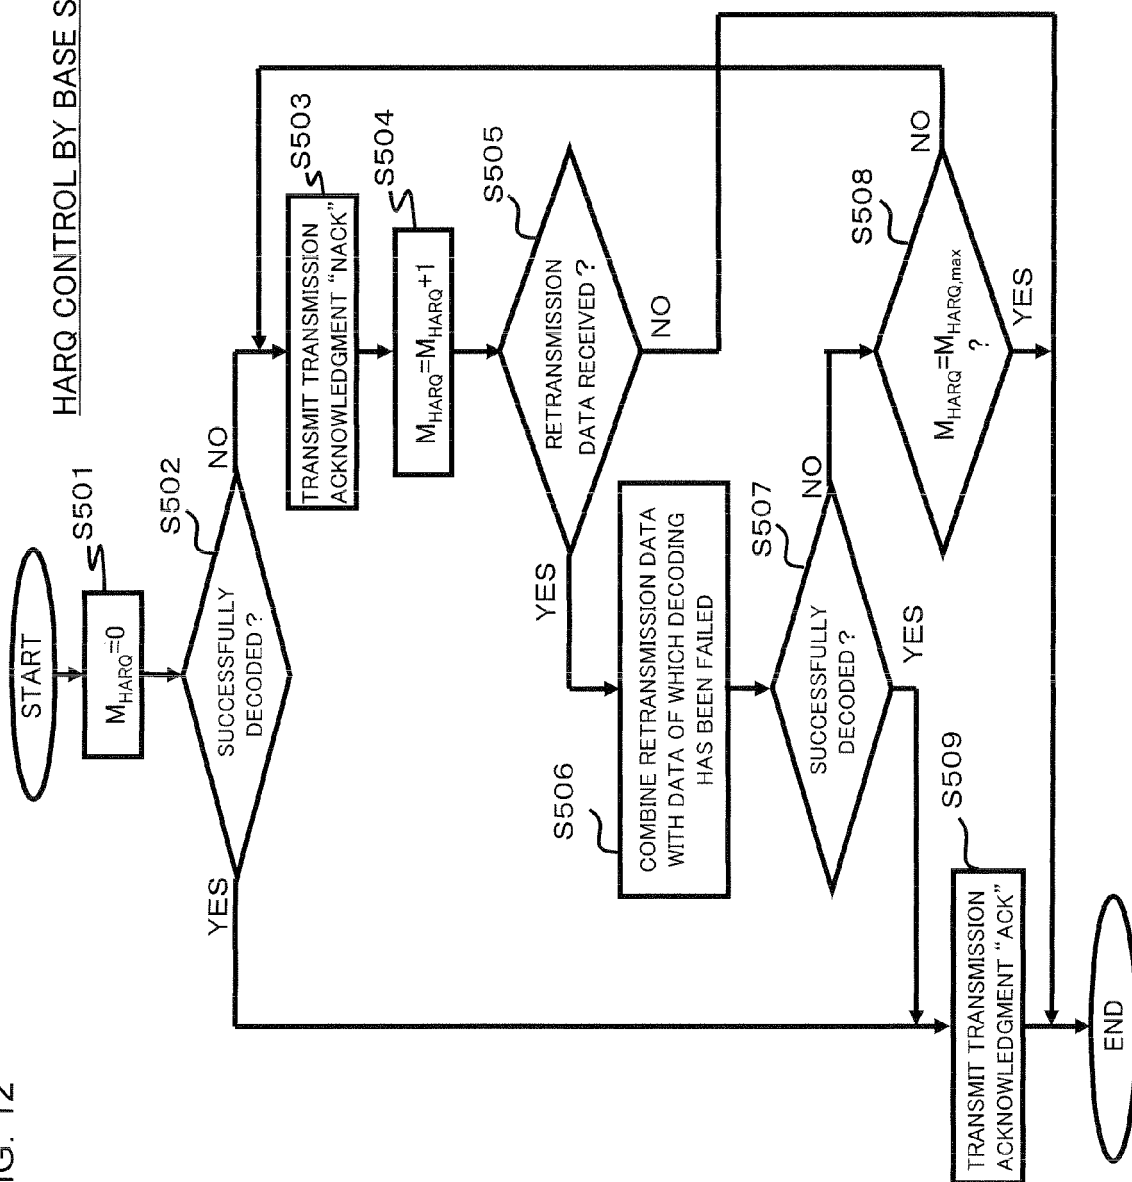 FIG. 12
HARQ CONTROL BY BASE S
START
S501
M_HARQ=0
S502
SUCCESSFULLY
DECODED?
YES
NO
S503
TRANSMIT TRANSMISSION
ACKNOWLEDGMENT "NACK"
S504
M_HARQ=M_HARQ+1
S505
RETRANSMISSION
DATA RECEIVED?
YES
NO
S506
COMBINE RETRANSMISSION DATA
WITH DATA OF WHICH DECODING
HAS BEEN FAILED
S507
SUCCESSFULLY
DECODED?
YES
NO
S508
M_HARQ=M_HARQ,max
?
NO
YES
S509
TRANSMIT TRANSMISSION
ACKNOWLEDGMENT "ACK"
END